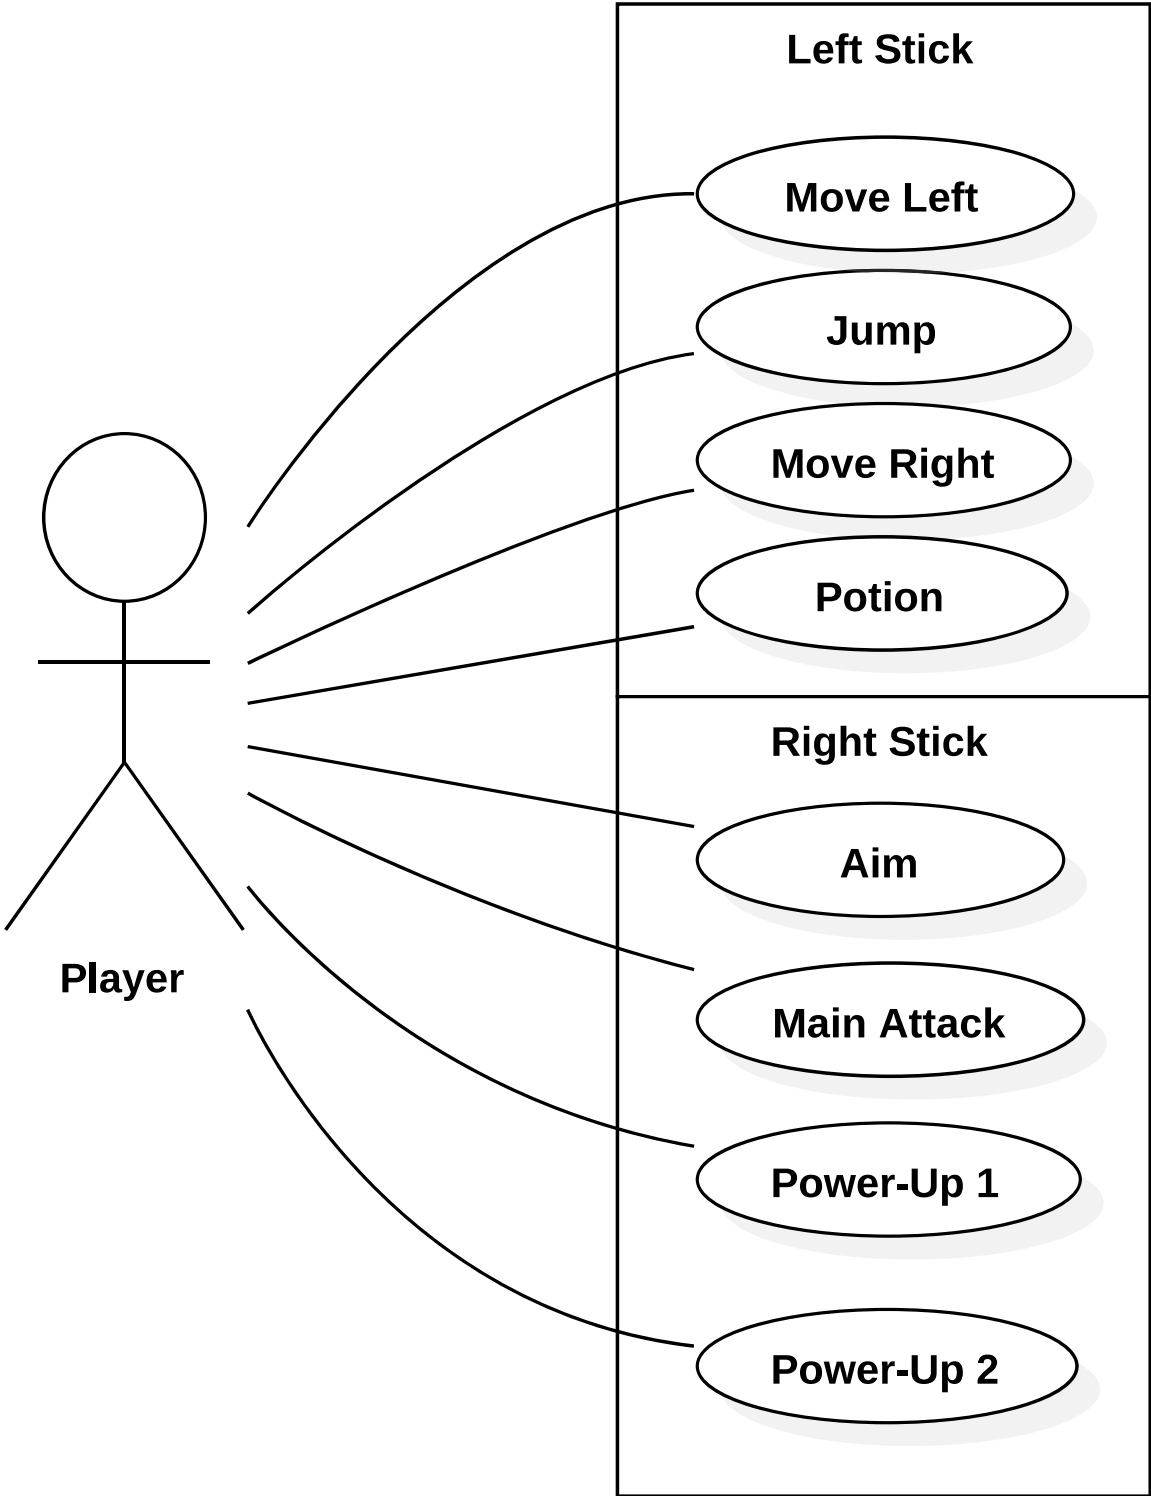 Left Stick
Move Left
Jump
Move Right
Potion
Right Stick
Aim
Main Attack
Power-Up 1
Power-Up 2
Player